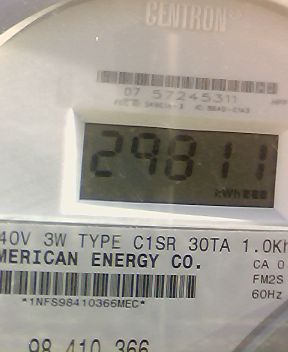 CENTRON®
07 57245311
29811
kWh
40V 3W TYPE C1SR 30TA 1.0Kh
MERICAN ENERGY CO.
CA 0
FM2S
*1NFS98410366MEC*
60Hz
98 410 366